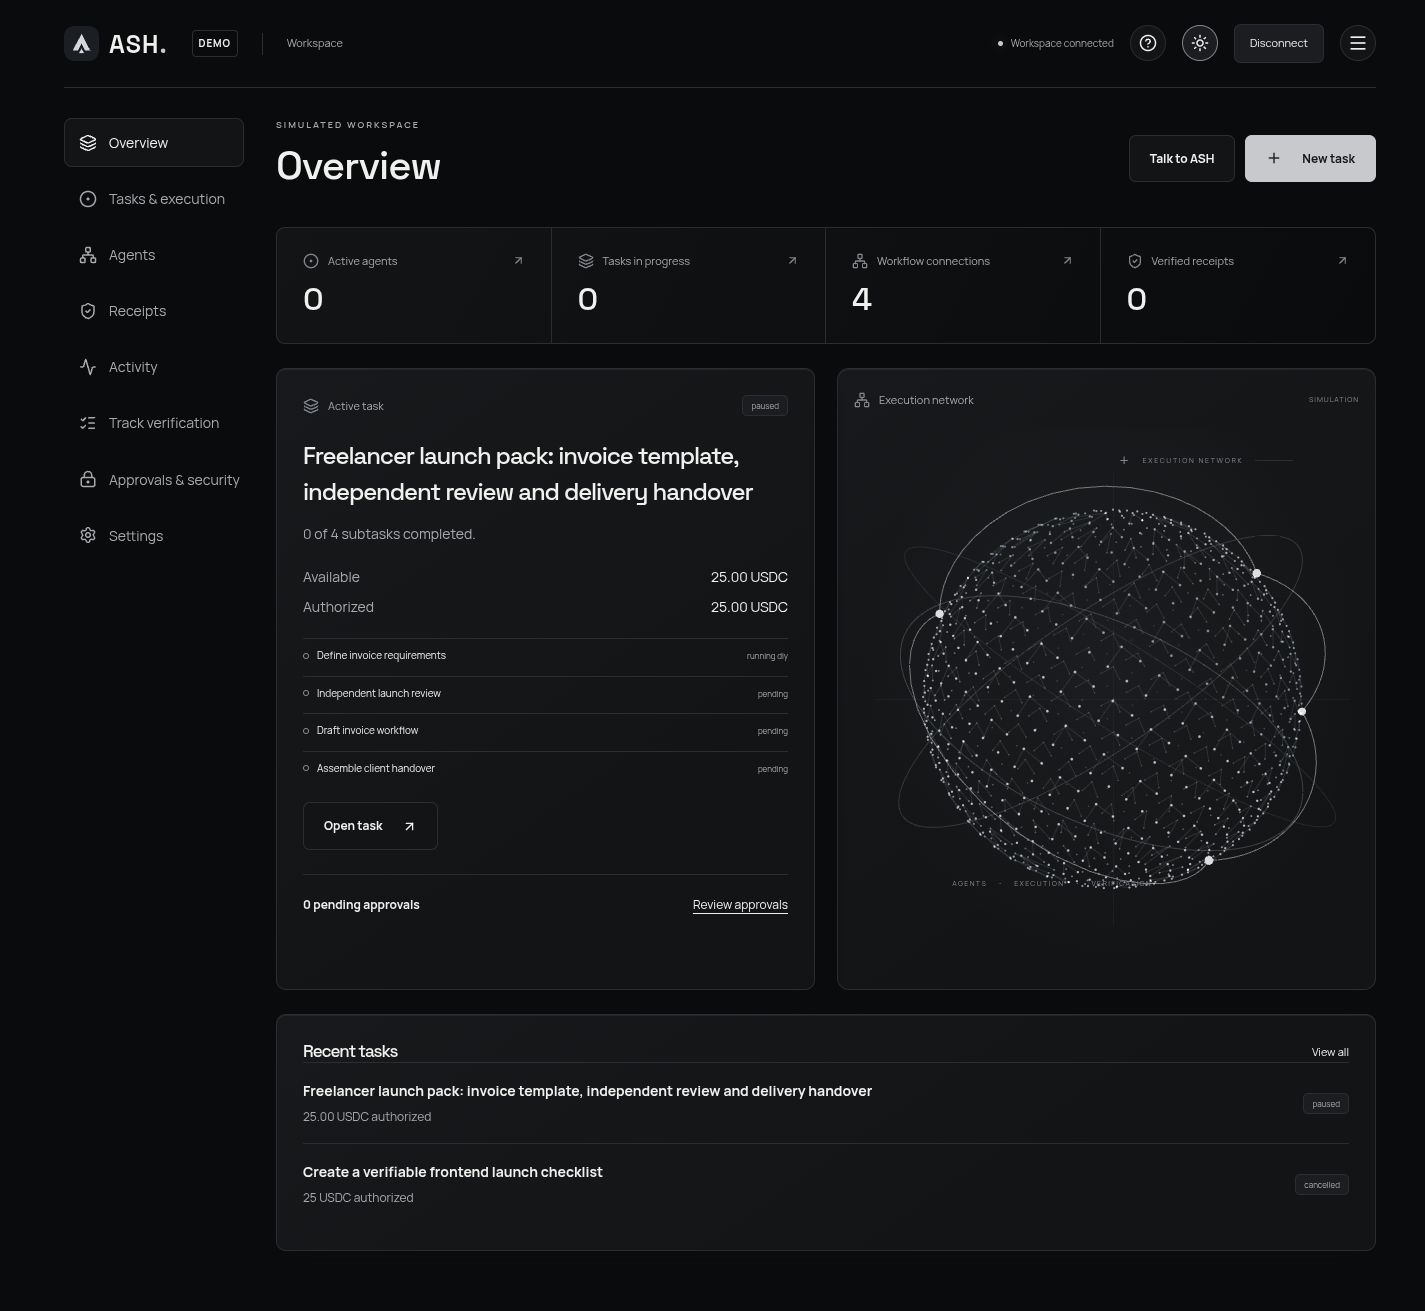 ASH.
DEMO
Workspace
Workspace connected
Disconnect
Overview
Tasks & execution
Agents
Receipts
Activity
Track verification
Approvals & security
Settings
SIMULATED WORKSPACE
Overview
Talk to ASH
New task
Active agents
0
Tasks in progress
0
Workflow connections
4
Verified receipts
0
Active task
paused
Freelancer launch pack: invoice template,
independent review and delivery handover
0 of 4 subtasks completed.
Available 25.00 USDC
Authorized 25.00 USDC
Define invoice requirements running diy
Independent launch review pending
Draft invoice workflow pending
Assemble client handover pending
Open task
0 pending approvals
Review approvals
Execution network
SIMULATION
EXECUTION NETWORK
AGENTS · EXECUTION · VERIFICATION
Recent tasks
View all
Freelancer launch pack: invoice template, independent review and delivery handover
25.00 USDC authorized
paused
Create a verifiable frontend launch checklist
25 USDC authorized
cancelled